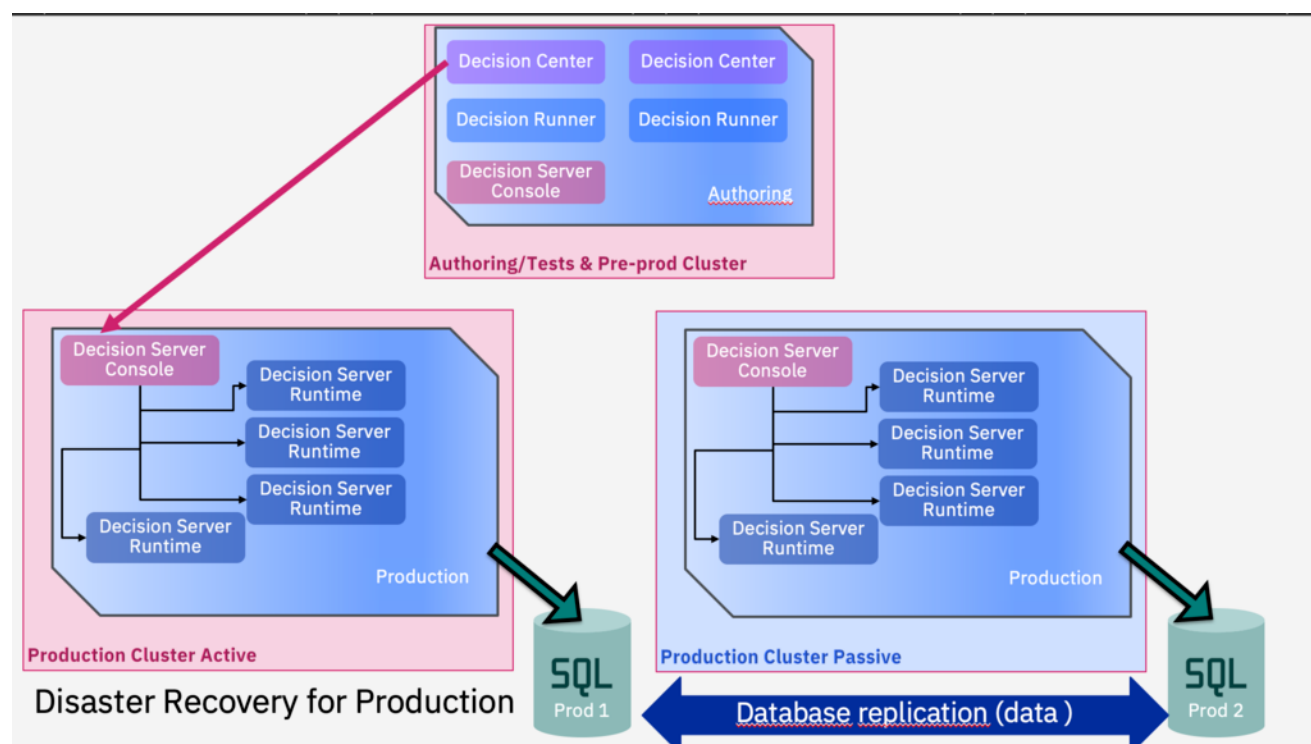 Decision Center
Decision Center
Decision Runner
Decision Runner
Decision Server
Console
Authoring
Authoring/Tests & Pre-prod Cluster
Decision Server
Console
Decision Server
Runtime
Decision Server
Runtime
Decision Server
Runtime
Decision Server
Runtime
Production
Production Cluster Active
Decision Server
Console
Decision Server
Runtime
Decision Server
Runtime
Decision Server
Runtime
Decision Server
Runtime
Production
Production Cluster Passive
Disaster Recovery for Production
SQL
Prod 1
Database replication (data )
SQL
Prod 2